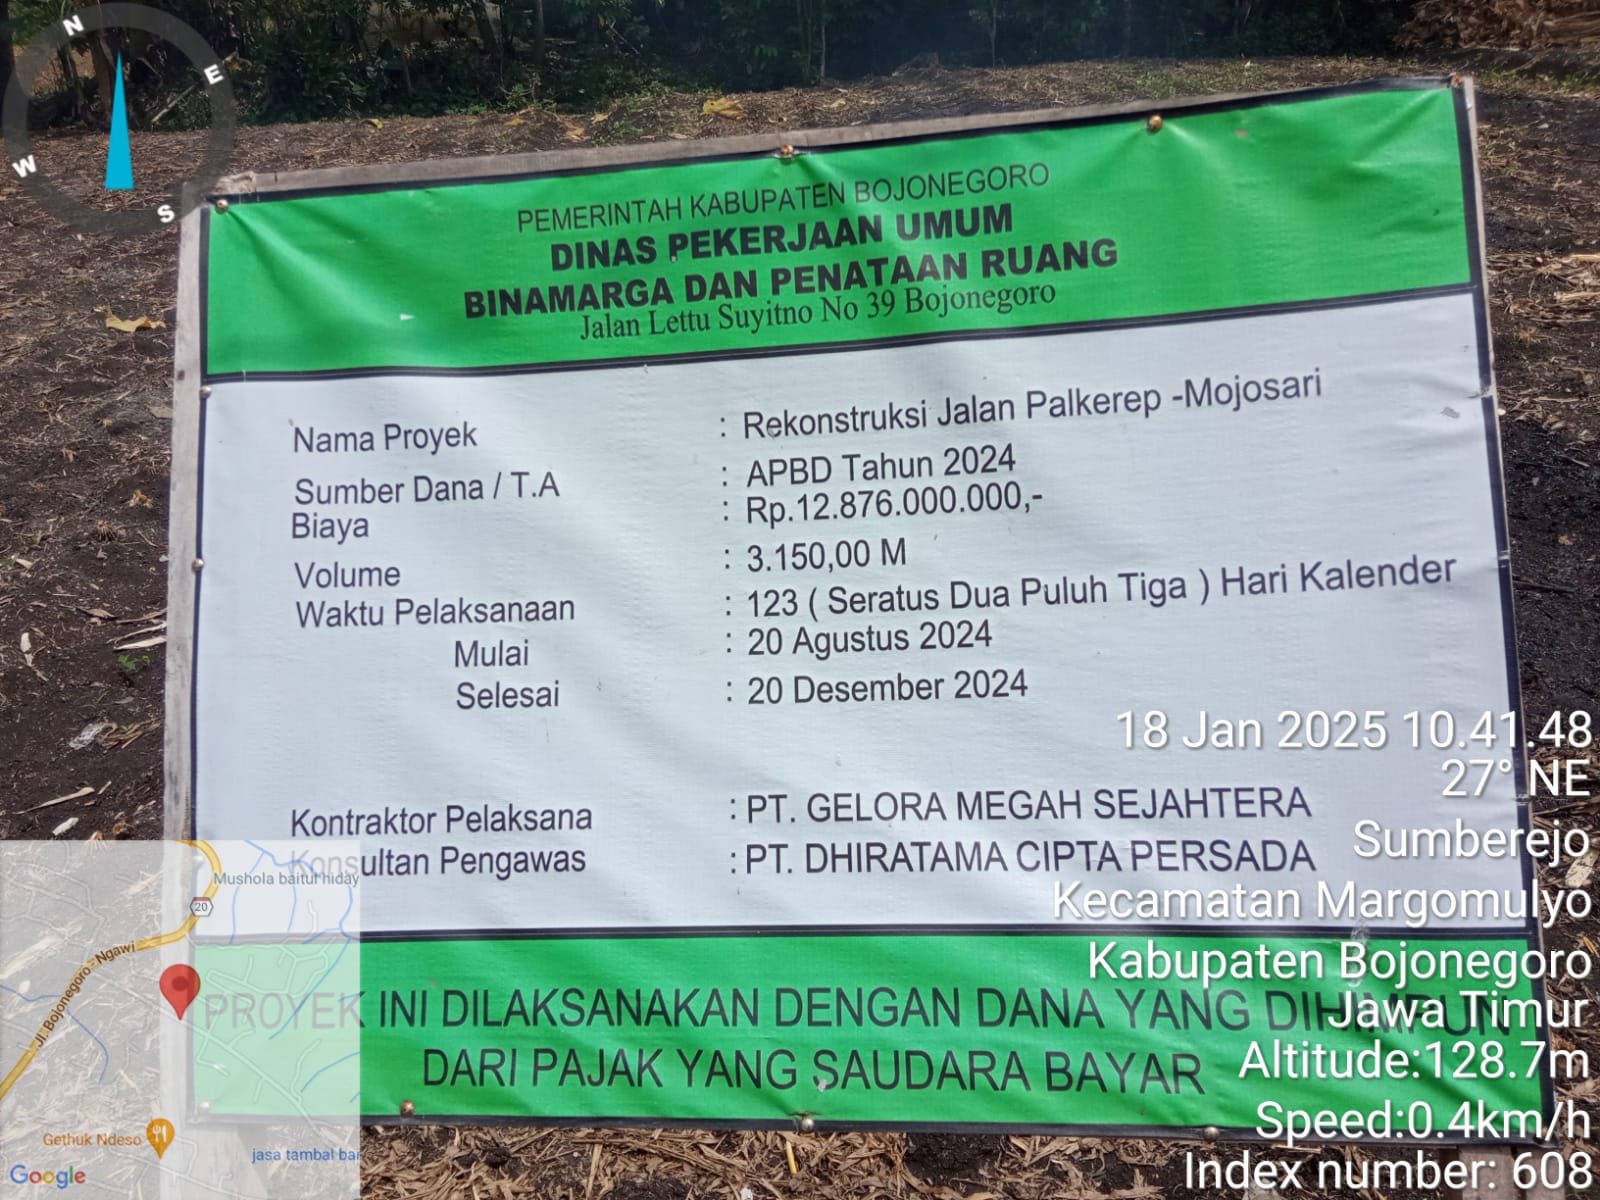 N
E
W
S
PEMERINTAH KABUPATEN BOJONEGORO
DINAS PEKERJAAN UMUM
BINAMARGA DAN PENATAAN RUANG
Jalan Lettu Suyitno No 39 Bojonegoro
Nama Proyek : Rekonstruksi Jalan Palkerep -Mojosari
Sumber Dana / T.A : APBD Tahun 2024
Biaya : Rp.12.876.000.000,-
Volume : 3.150,00 M
Waktu Pelaksanaan : 123 ( Seratus Dua Puluh Tiga ) Hari Kalender
Mulai : 20 Agustus 2024
Selesai : 20 Desember 2024
Kontraktor Pelaksana : PT. GELORA MEGAH SEJAHTERA
Konsultan Pengawas : PT. DHIRATAMA CIPTA PERSADA
PROYEK INI DILAKSANAKAN DENGAN DANA YANG
DARI PAJAK YANG SAUDARA BAYAR
18 Jan 2025 10.41.48
27° NE
Sumberejo
Kecamatan Margomulyo
Kabupaten Bojonegoro
Jawa Timur
Altitude:128.7m
Speed:0.4km/h
Index number: 608
Mushola baitul hiday
20
Jl. Bojonegoro - Ngawi
Gethuk Ndeso
jasa tambal ban
Google